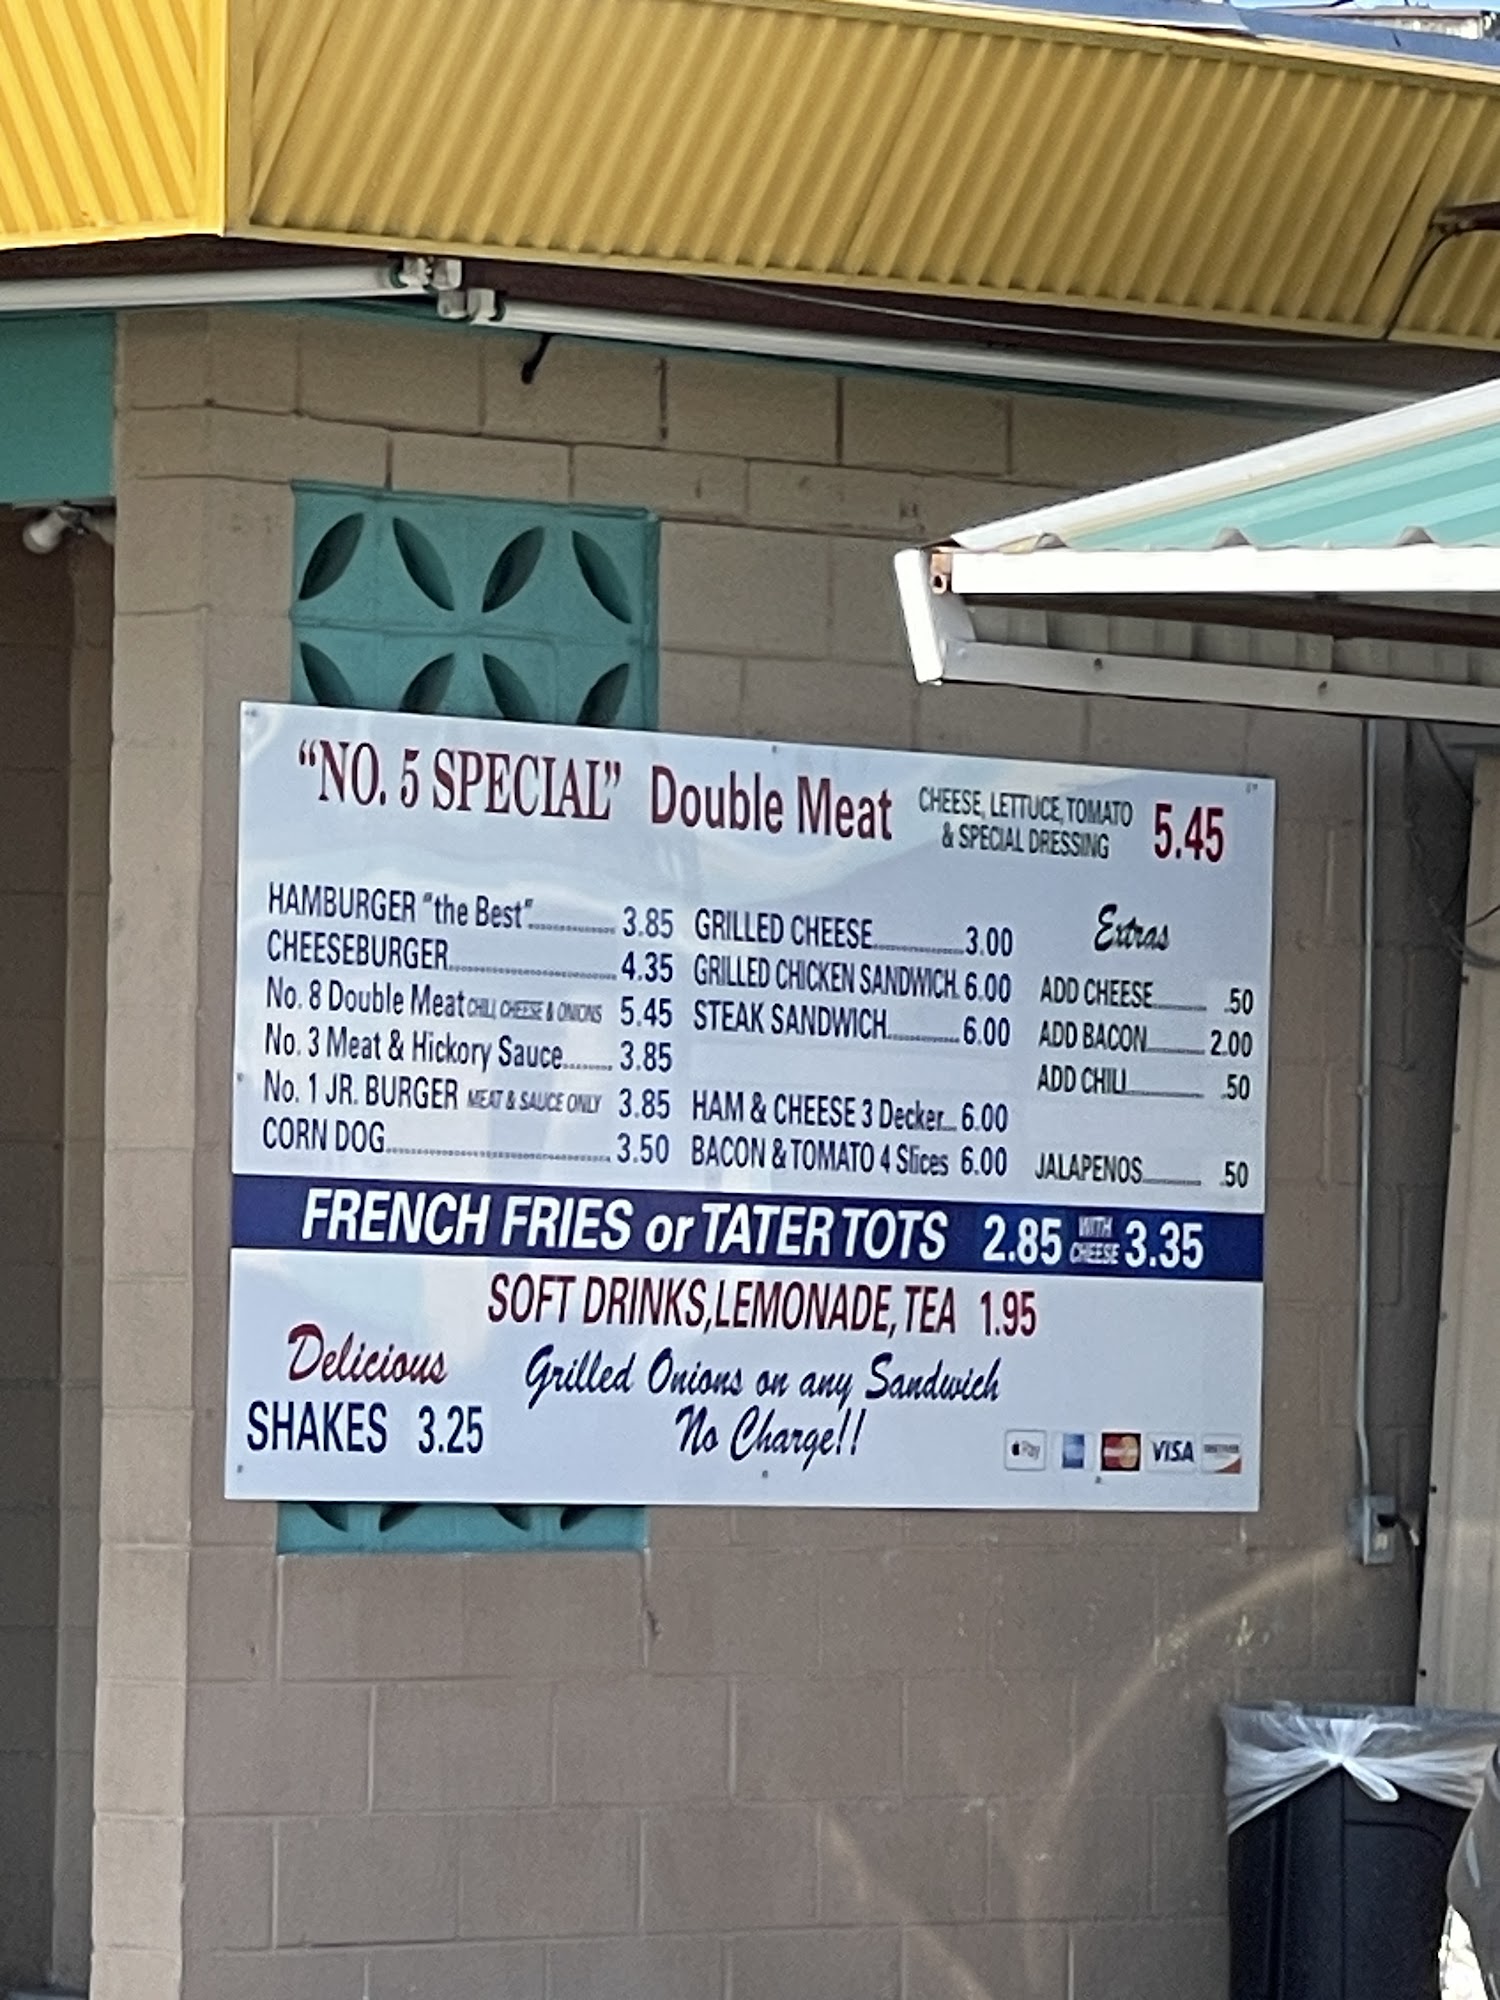 "NO. 5 SPECIAL" Double Meat CHEESE, LETTUCE, TOMATO & SPECIAL DRESSING 5.45
HAMBURGER "the Best" 3.85
CHEESEBURGER 4.35
No. 8 Double Meat CHILI, CHEESE & ONIONS 5.45
No. 3 Meat & Hickory Sauce 3.85
No. 1 JR. BURGER MEAT & SAUCE ONLY 3.85
CORN DOG 3.50
GRILLED CHEESE 3.00
GRILLED CHICKEN SANDWICH 6.00
STEAK SANDWICH 6.00
HAM & CHEESE 3 Decker 6.00
BACON & TOMATO 4 Slices 6.00
Extras
ADD CHEESE .50
ADD BACON 2.00
ADD CHILI .50
JALAPENOS .50
FRENCH FRIES or TATER TOTS 2.85 WITH CHEESE 3.35
SOFT DRINKS, LEMONADE, TEA 1.95
Delicious
SHAKES 3.25
Grilled Onions on any Sandwich
No Charge!!
Pay VISA